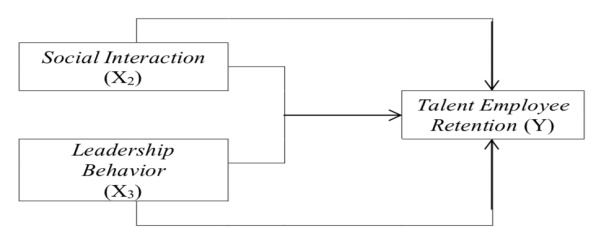 Social Interaction
(X₂)
Talent Employee
Retention (Y)
Leadership
Behavior
(X₃)